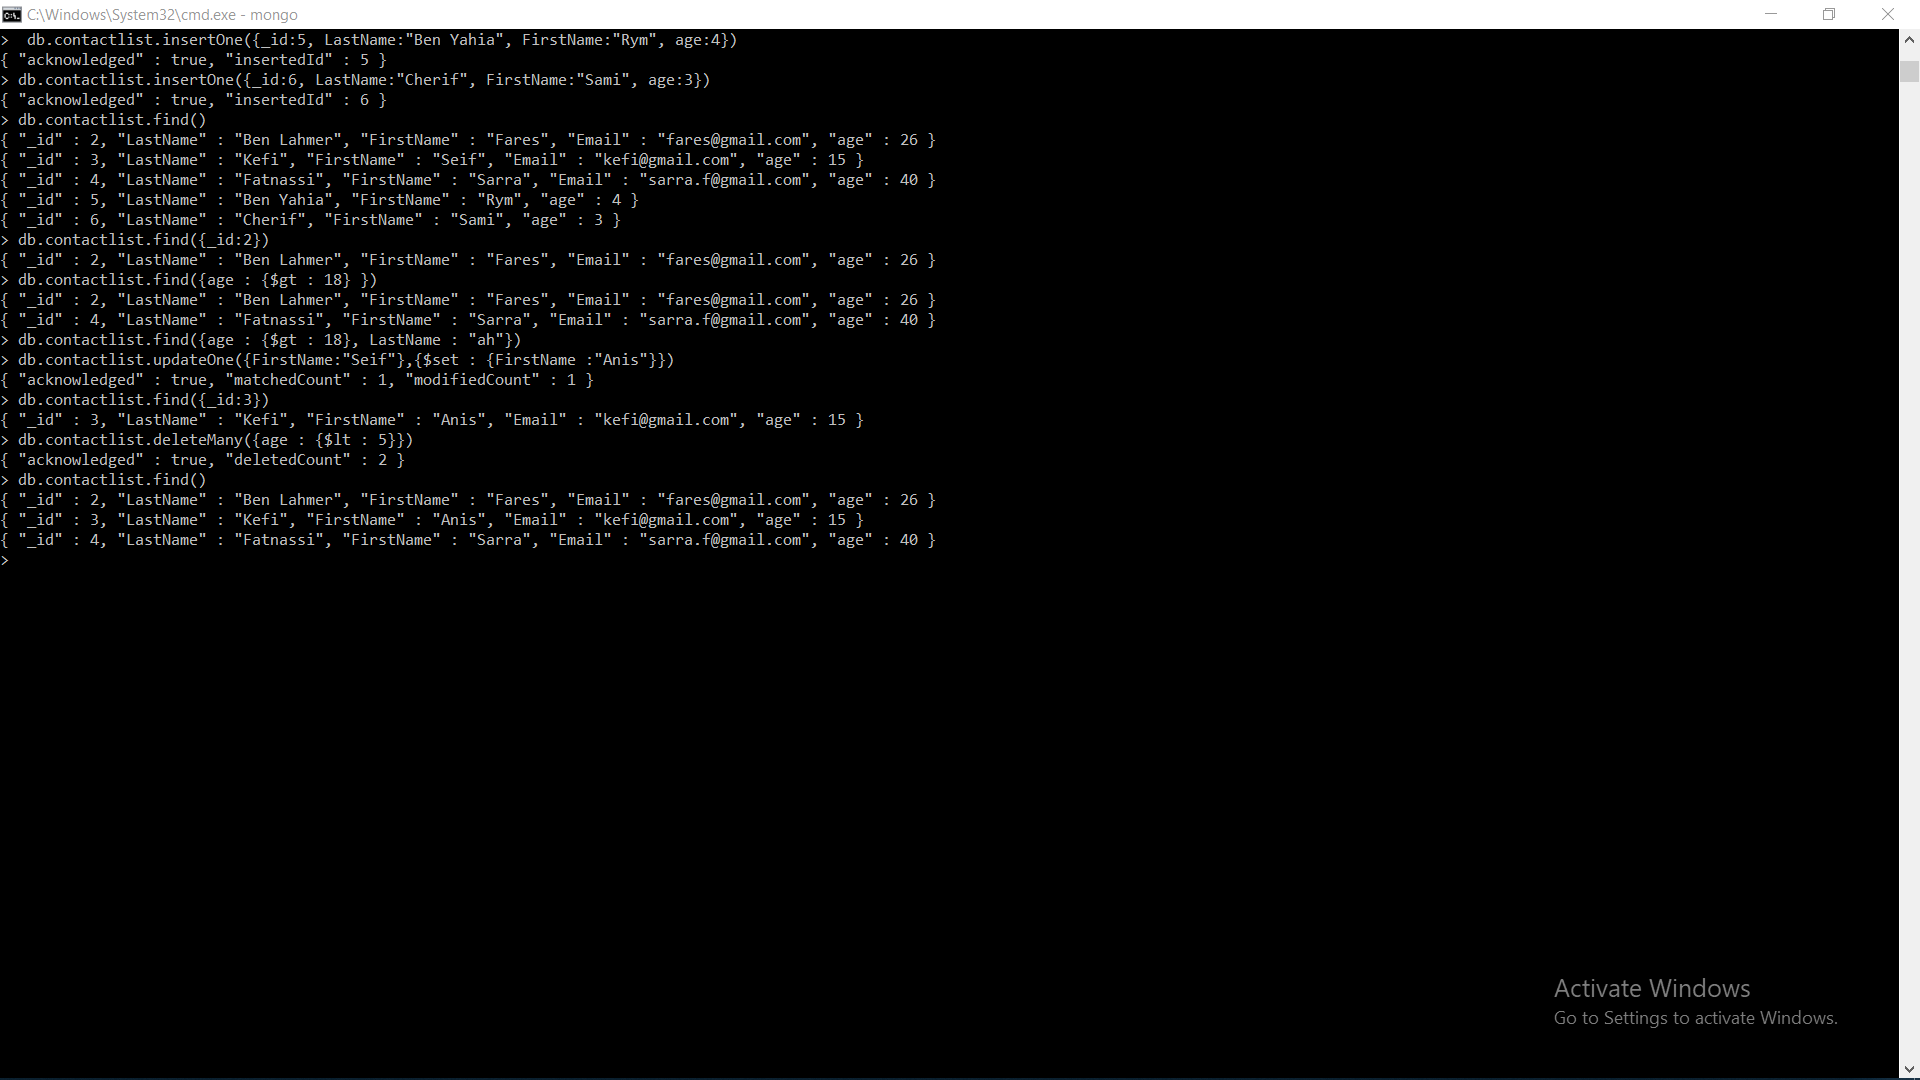 C:\Windows\System32\cmd.exe - mongo
>  db.contactlist.insertOne({_id:5, LastName:"Ben Yahia", FirstName:"Rym", age:4})
{ "acknowledged" : true, "insertedId" : 5 }
> db.contactlist.insertOne({_id:6, LastName:"Cherif", FirstName:"Sami", age:3})
{ "acknowledged" : true, "insertedId" : 6 }
> db.contactlist.find()
{ "_id" : 2, "LastName" : "Ben Lahmer", "FirstName" : "Fares", "Email" : "fares@gmail.com", "age" : 26 }
{ "_id" : 3, "LastName" : "Kefi", "FirstName" : "Seif", "Email" : "kefi@gmail.com", "age" : 15 }
{ "_id" : 4, "LastName" : "Fatnassi", "FirstName" : "Sarra", "Email" : "sarra.f@gmail.com", "age" : 40 }
{ "_id" : 5, "LastName" : "Ben Yahia", "FirstName" : "Rym", "age" : 4 }
{ "_id" : 6, "LastName" : "Cherif", "FirstName" : "Sami", "age" : 3 }
> db.contactlist.find({_id:2})
{ "_id" : 2, "LastName" : "Ben Lahmer", "FirstName" : "Fares", "Email" : "fares@gmail.com", "age" : 26 }
> db.contactlist.find({age : {$gt : 18} })
{ "_id" : 2, "LastName" : "Ben Lahmer", "FirstName" : "Fares", "Email" : "fares@gmail.com", "age" : 26 }
{ "_id" : 4, "LastName" : "Fatnassi", "FirstName" : "Sarra", "Email" : "sarra.f@gmail.com", "age" : 40 }
> db.contactlist.find({age : {$gt : 18}, LastName : "ah"})
> db.contactlist.updateOne({FirstName:"Seif"},{$set : {FirstName :"Anis"}})
{ "acknowledged" : true, "matchedCount" : 1, "modifiedCount" : 1 }
> db.contactlist.find({_id:3})
{ "_id" : 3, "LastName" : "Kefi", "FirstName" : "Anis", "Email" : "kefi@gmail.com", "age" : 15 }
> db.contactlist.deleteMany({age : {$lt : 5}})
{ "acknowledged" : true, "deletedCount" : 2 }
> db.contactlist.find()
{ "_id" : 2, "LastName" : "Ben Lahmer", "FirstName" : "Fares", "Email" : "fares@gmail.com", "age" : 26 }
{ "_id" : 3, "LastName" : "Kefi", "FirstName" : "Anis", "Email" : "kefi@gmail.com", "age" : 15 }
{ "_id" : 4, "LastName" : "Fatnassi", "FirstName" : "Sarra", "Email" : "sarra.f@gmail.com", "age" : 40 }
>
Activate Windows
Go to Settings to activate Windows.